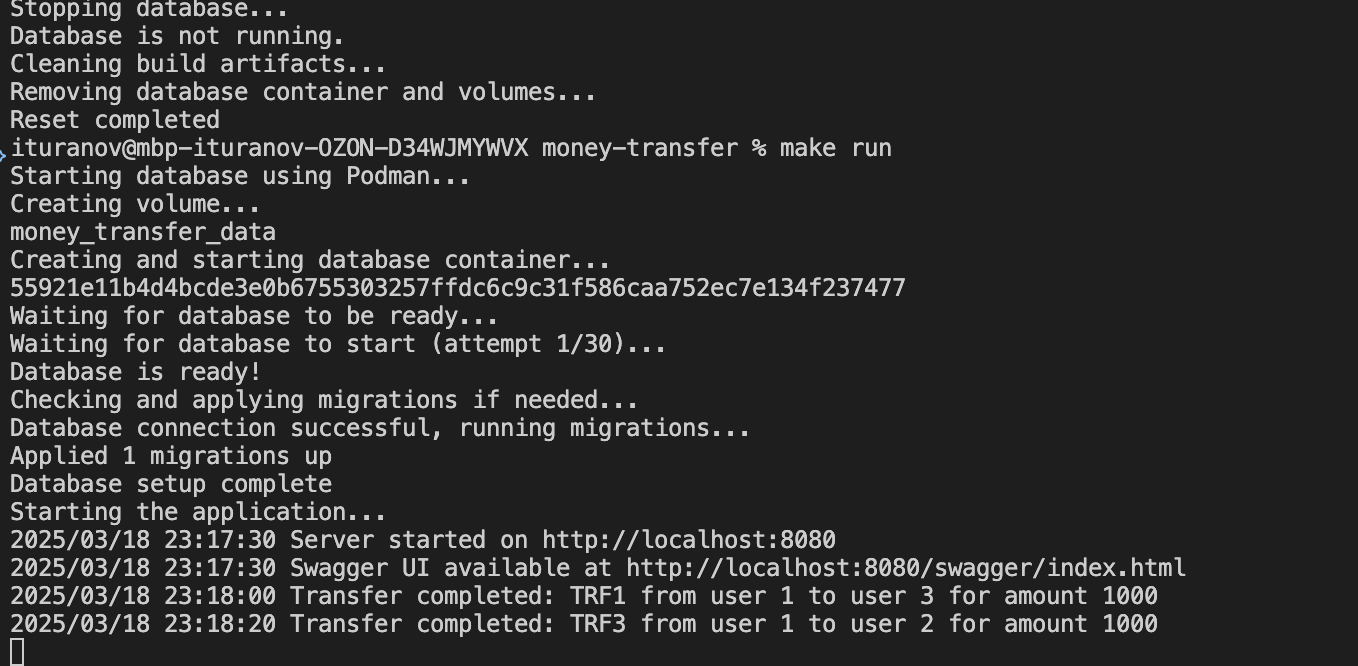 Stopping database...
Database is not running.
Cleaning build artifacts...
Removing database container and volumes...
Reset completed
ituranov@mbp-ituranov-OZON-D34WJMYWVX money-transfer % make run
Starting database using Podman...
Creating volume...
money_transfer_data
Creating and starting database container...
55921e11b4d4bcde3e0b6755303257ffdc6c9c31f586caa752ec7e134f237477
Waiting for database to be ready...
Waiting for database to start (attempt 1/30)...
Database is ready!
Checking and applying migrations if needed...
Database connection successful, running migrations...
Applied 1 migrations up
Database setup complete
Starting the application...
2025/03/18 23:17:30 Server started on http://localhost:8080
2025/03/18 23:17:30 Swagger UI available at http://localhost:8080/swagger/index.html
2025/03/18 23:18:00 Transfer completed: TRF1 from user 1 to user 3 for amount 1000
2025/03/18 23:18:20 Transfer completed: TRF3 from user 1 to user 2 for amount 1000